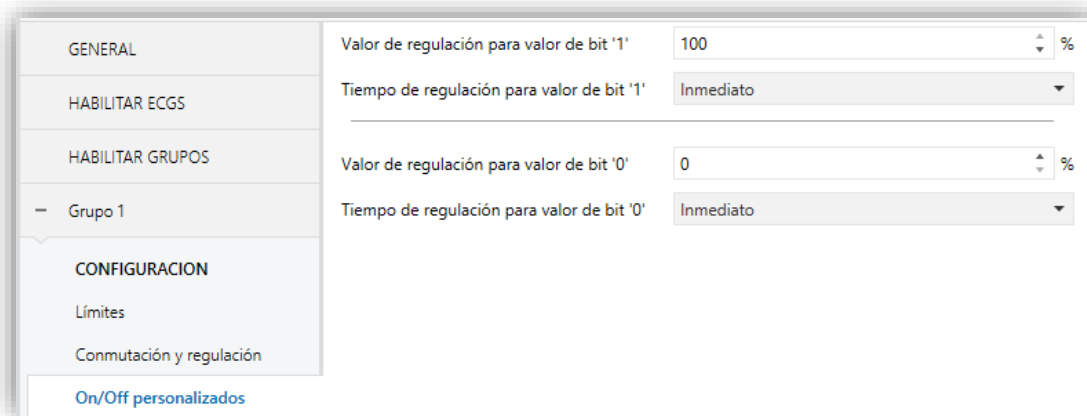 GENERAL
HABILITAR ECGS
HABILITAR GRUPOS
− Grupo 1
CONFIGURACION
Límites
Conmutación y regulación
On/Off personalizados
Valor de regulación para valor de bit '1' 100 %
Tiempo de regulación para valor de bit '1' Inmediato
Valor de regulación para valor de bit '0' 0 %
Tiempo de regulación para valor de bit '0' Inmediato